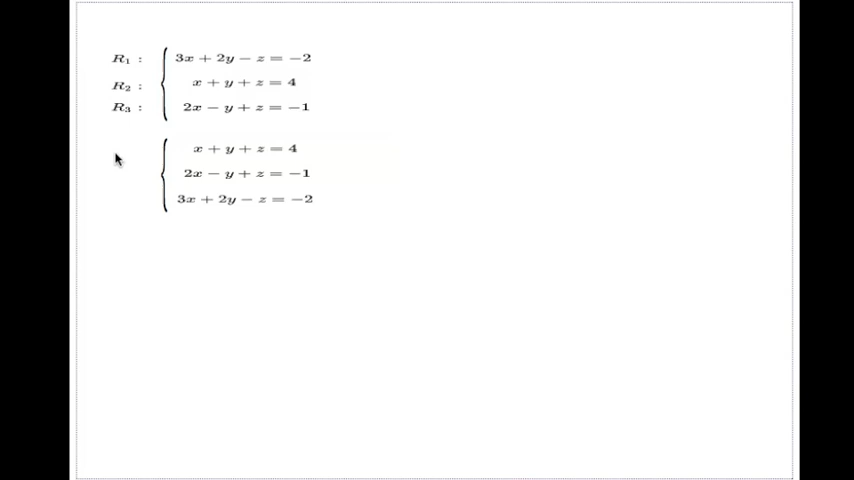 R₁ : 3x + 2y − z = −2
R₂ : x + y + z = 4
R₃ : 2x − y + z = −1
x + y + z = 4
2x − y + z = −1
3x + 2y − z = −2